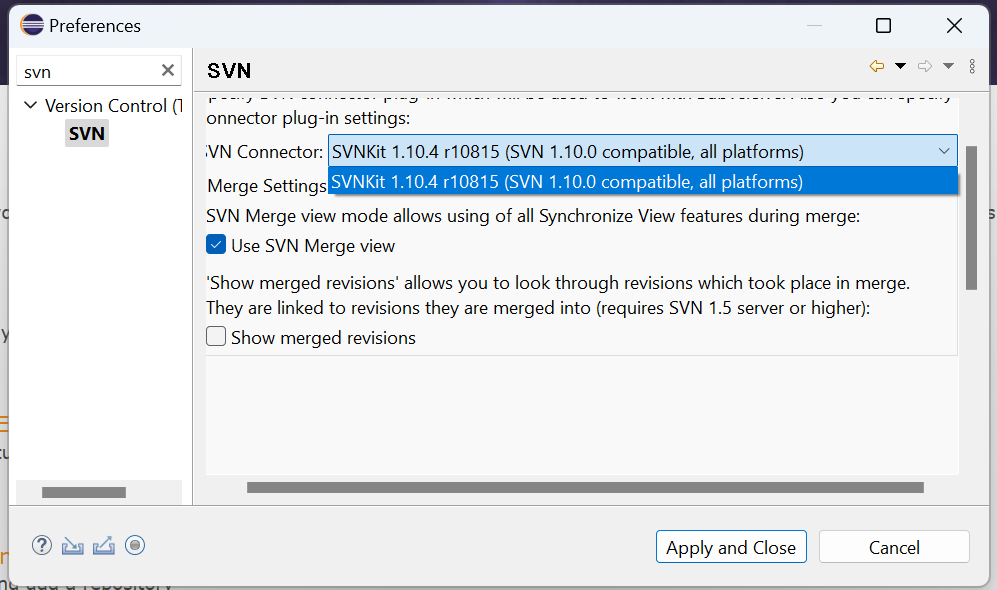 Preferences
svn
Version Control (T
SVN
SVN
onnector plug-in settings:
VN Connector:
SVNKit 1.10.4 r10815 (SVN 1.10.0 compatible, all platforms)
SVNKit 1.10.4 r10815 (SVN 1.10.0 compatible, all platforms)
Merge Settings
SVN Merge view mode allows using of all Synchronize View features during merge:
Use SVN Merge view
'Show merged revisions' allows you to look through revisions which took place in merge.
They are linked to revisions they are merged into (requires SVN 1.5 server or higher):
Show merged revisions
Apply and Close
Cancel